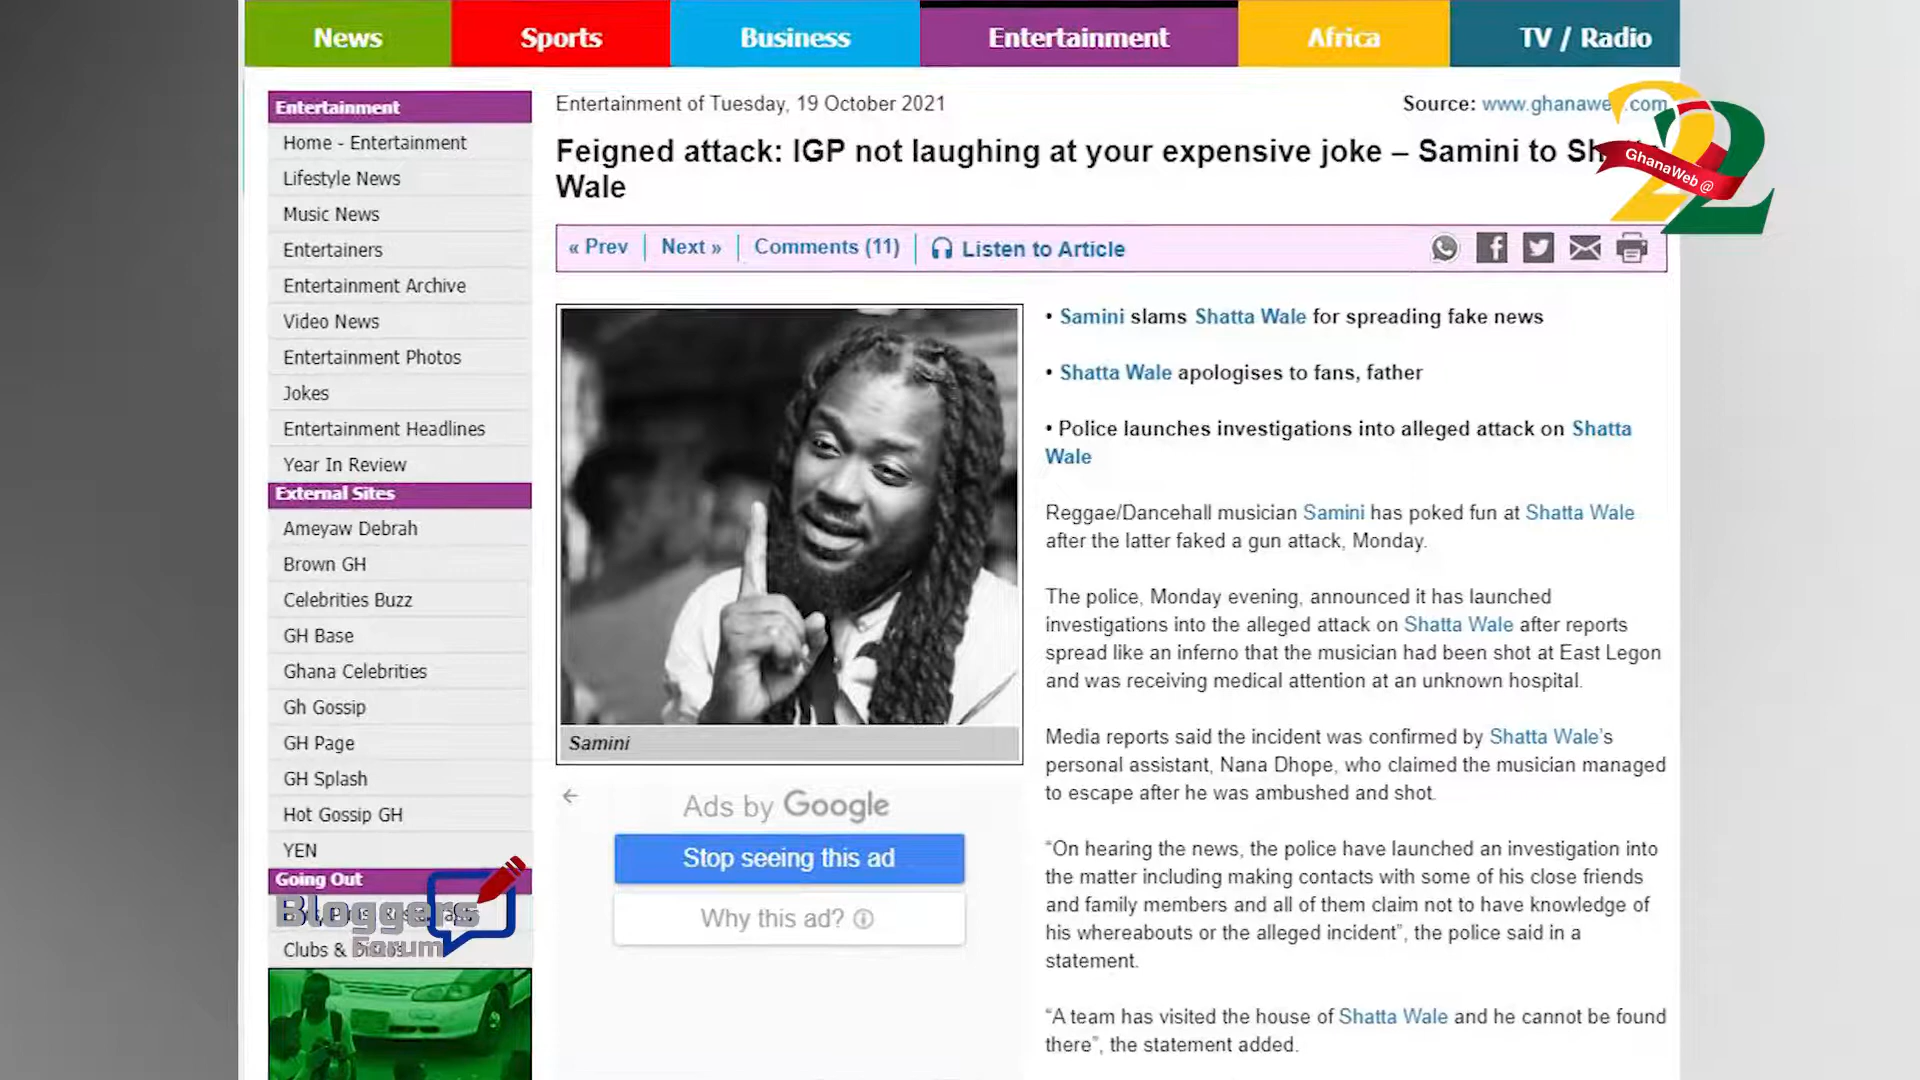 News Sports Business Entertainment Africa TV / Radio
Entertainment
Home - Entertainment
Lifestyle News
Music News
Entertainers
Entertainment Archive
Video News
Entertainment Photos
Jokes
Entertainment Headlines
Year In Review
External Sites
Ameyaw Debrah
Brown GH
Celebrities Buzz
GH Base
Ghana Celebrities
Gh Gossip
GH Page
GH Splash
Hot Gossip GH
YEN
Going Out
Clubs &
Bloggers
Forum
Entertainment of Tuesday, 19 October 2021
Source: www.ghanawe .com
22
GhanaWeb @
Feigned attack: IGP not laughing at your expensive joke – Samini to
Wale
« Prev Next » Comments (11) Listen to Article
Samini
Ads by Google
Stop seeing this ad
Why this ad?
• Samini slams Shatta Wale for spreading fake news
• Shatta Wale apologises to fans, father
• Police launches investigations into alleged attack on Shatta
Wale
Reggae/Dancehall musician Samini has poked fun at Shatta Wale
after the latter faked a gun attack, Monday.
The police, Monday evening, announced it has launched
investigations into the alleged attack on Shatta Wale after reports
spread like an inferno that the musician had been shot at East Legon
and was receiving medical attention at an unknown hospital.
Media reports said the incident was confirmed by Shatta Wale's
personal assistant, Nana Dhope, who claimed the musician managed
to escape after he was ambushed and shot.
“On hearing the news, the police have launched an investigation into
the matter including making contacts with some of his close friends
and family members and all of them claim not to have knowledge of
his whereabouts or the alleged incident”, the police said in a
statement.
“A team has visited the house of Shatta Wale and he cannot be found
there”, the statement added.